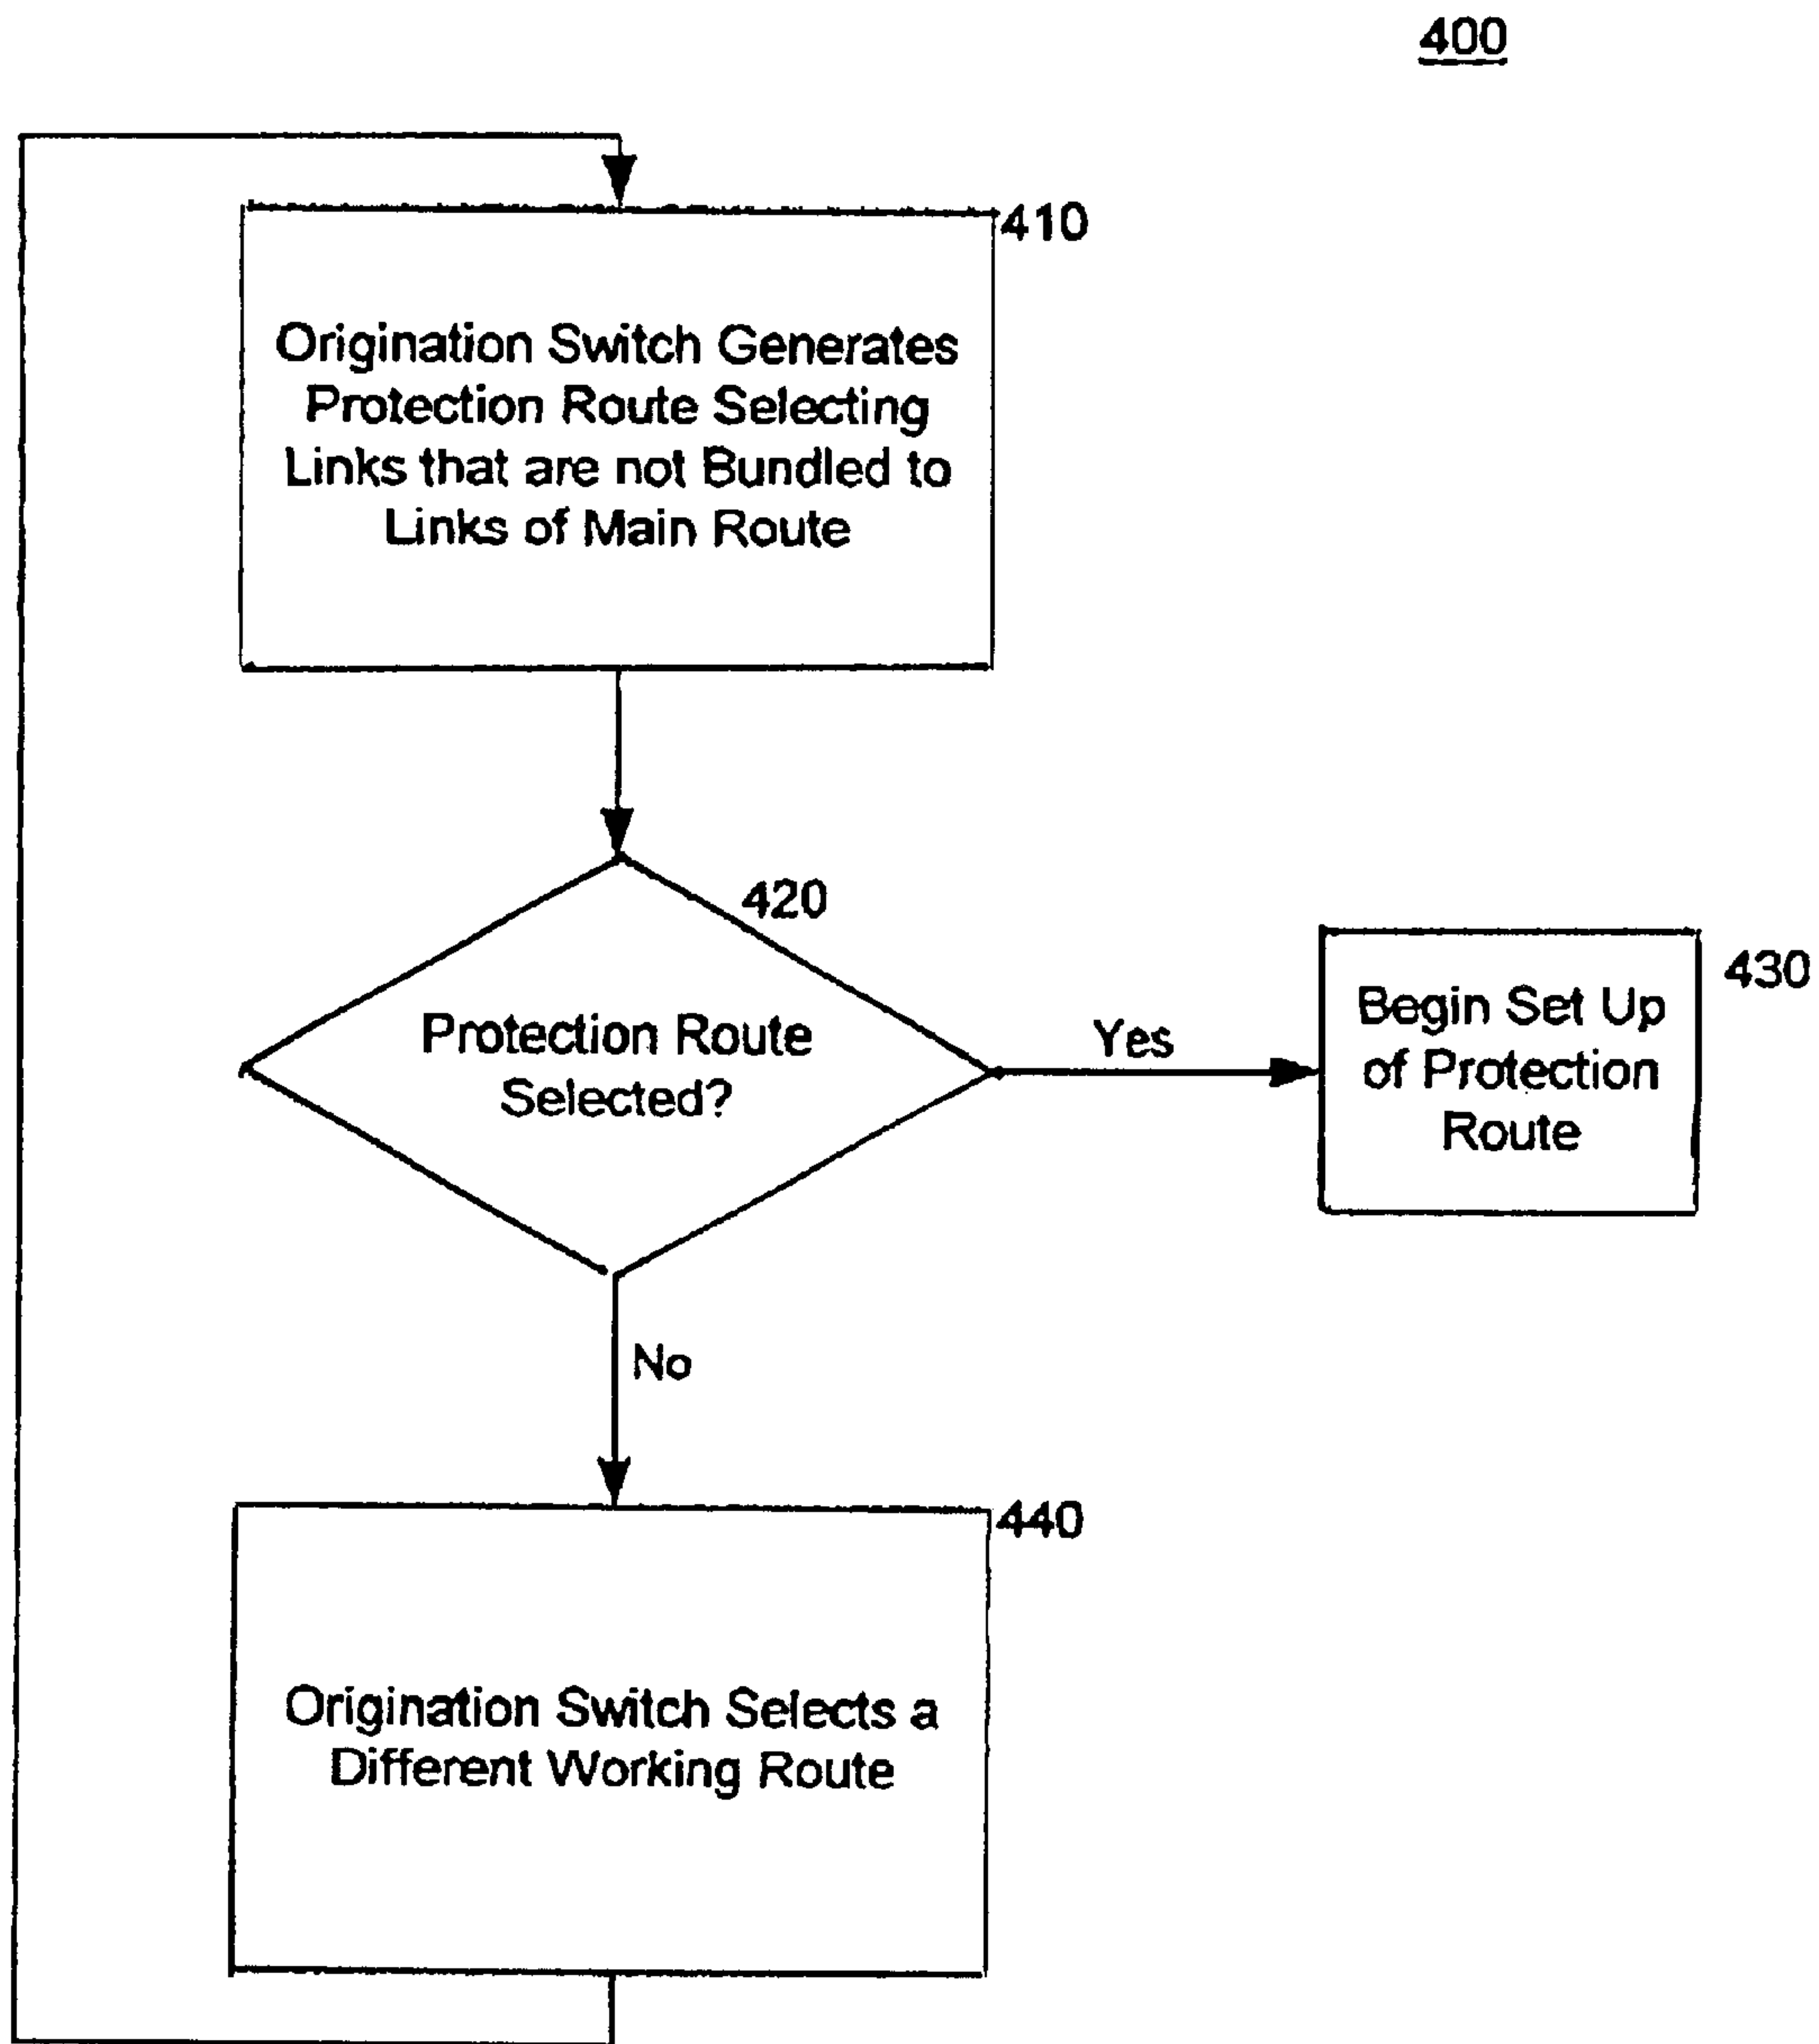 400
410
Origination Switch Generates
Protection Route Selecting
Links that are not Bundled to
Links of Main Route
420
Protection Route
Selected?
Yes
430
Begin Set Up
of Protection
Route
No
440
Origination Switch Selects a
Different Working Route